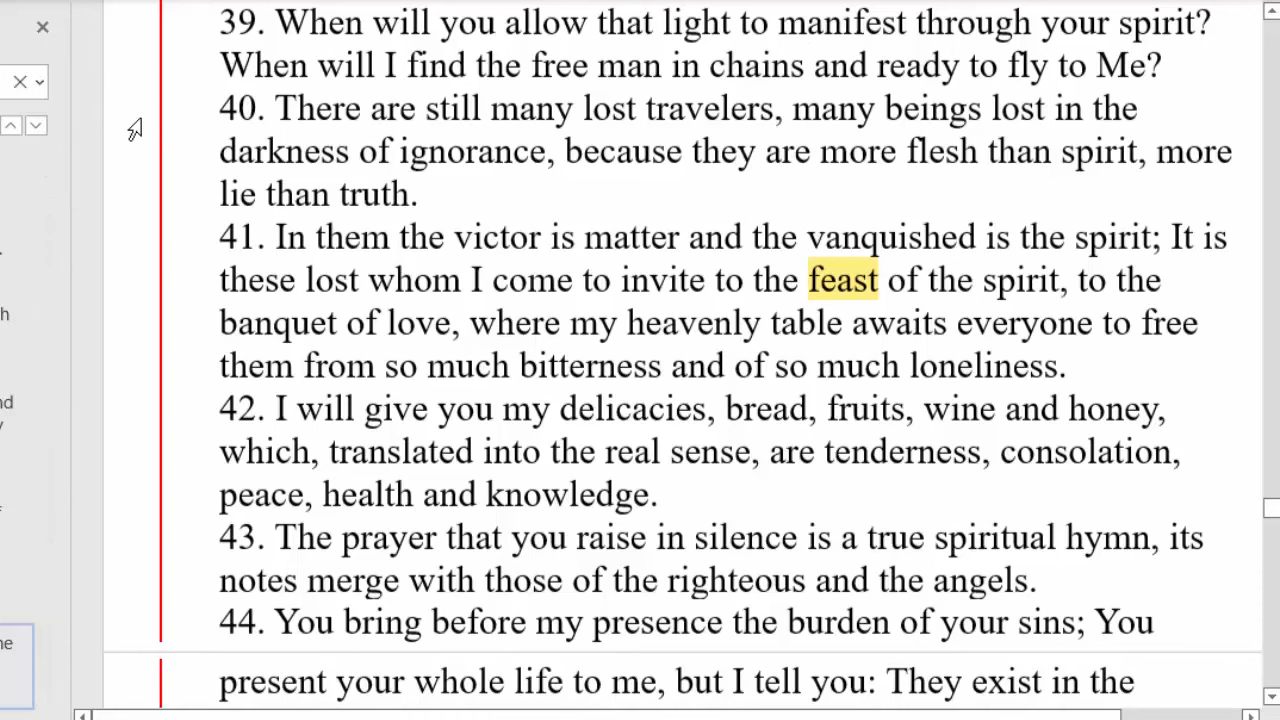 39. When will you allow that light to manifest through your spirit?
When will I find the free man in chains and ready to fly to Me?
40. There are still many lost travelers, many beings lost in the
darkness of ignorance, because they are more flesh than spirit, more
lie than truth.
41. In them the victor is matter and the vanquished is the spirit; It is
these lost whom I come to invite to the feast of the spirit, to the
banquet of love, where my heavenly table awaits everyone to free
them from so much bitterness and of so much loneliness.
42. I will give you my delicacies, bread, fruits, wine and honey,
which, translated into the real sense, are tenderness, consolation,
peace, health and knowledge.
43. The prayer that you raise in silence is a true spiritual hymn, its
notes merge with those of the righteous and the angels.
44. You bring before my presence the burden of your sins; You
present your whole life to me, but I tell you: They exist in the